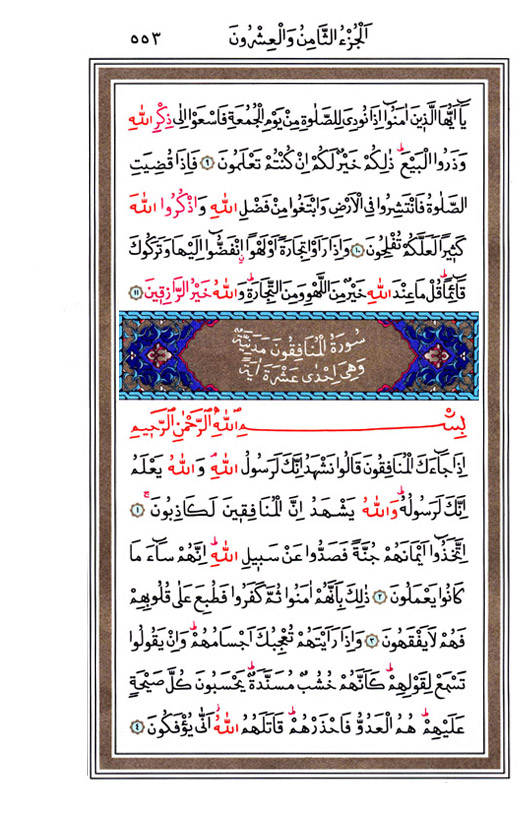 اَلْجُزْءُ الثَّامِنُ وَالْعِشْرُونَ
٥٥٣
يَٓا اَيُّهَا الَّذ۪ينَ اٰمَنُٓوا اِذَا نُودِيَ لِلصَّلٰوةِ مِنْ يَوْمِ الْجُمُعَةِ فَاسْعَوْا اِلٰى ذِكْرِ اللّٰهِ
وَذَرُوا الْبَيْعَۜ ذٰلِكُمْ خَيْرٌ لَكُمْ اِنْ كُنْتُمْ تَعْلَمُونَ ﴿٩﴾ فَاِذَا قُضِيَتِ
الصَّلٰوةُ فَانْتَشِرُوا فِي الْاَرْضِ وَابْتَغُوا مِنْ فَضْلِ اللّٰهِ وَاذْكُرُوا اللّٰهَ
كَث۪يرًا لَعَلَّكُمْ تُفْلِحُونَ ﴿١٠﴾ وَاِذَا رَاَوْا تِجَارَةً اَوْ لَهْوًاۨ انْفَضُّٓوا اِلَيْهَا وَتَرَكُوكَ
قَٓائِمًاۜ قُلْ مَا عِنْدَ اللّٰهِ خَيْرٌ مِنَ اللَّهْوِ وَمِنَ التِّجَارَةِۜ وَاللّٰهُ خَيْرُ الرَّازِق۪ينَ ﴿١١﴾
سُورَةُ الْمُنَافِقُونَ مَدَنِيَّةٌ
وَهِيَ اِحْدٰى عَشْرَةَ اٰيَةً
بِسْمِ اللّٰهِ الرَّحْمٰنِ الرَّح۪يمِ
اِذَا جَٓاءَكَ الْمُنَافِقُونَ قَالُوا نَشْهَدُ اِنَّكَ لَرَسُولُ اللّٰهِۢ وَاللّٰهُ يَعْلَمُ
اِنَّكَ لَرَسُولُهُۜ وَاللّٰهُ يَشْهَدُ اِنَّ الْمُنَافِق۪ينَ لَكَاذِبُونَۚ ﴿١﴾
اِتَّخَذُٓوا اَيْمَانَهُمْ جُنَّةً فَصَدُّوا عَنْ سَب۪يلِ اللّٰهِۜ اِنَّهُمْ سَٓاءَ مَا
كَانُوا يَعْمَلُونَ ﴿٢﴾ ذٰلِكَ بِاَنَّهُمْ اٰمَنُوا ثُمَّ كَفَرُوا فَطُبِعَ عَلٰى قُلُوبِهِمْ
فَهُمْ لَا يَفْقَهُونَ ﴿٣﴾ وَاِذَا رَاَيْتَهُمْ تُعْجِبُكَ اَجْسَامُهُمْۜ وَاِنْ يَقُولُوا
تَسْمَعْ لِقَوْلِهِمْۜ كَاَنَّهُمْ خُشُبٌ مُسَنَّدَةٌۜ يَحْسَبُونَ كُلَّ صَيْحَةٍ
عَلَيْهِمْۜ هُمُ الْعَدُوُّ فَاحْذَرْهُمْۜ قَاتَلَهُمُ اللّٰهُۘ اَنّٰى يُؤْفَكُونَ ﴿٤﴾